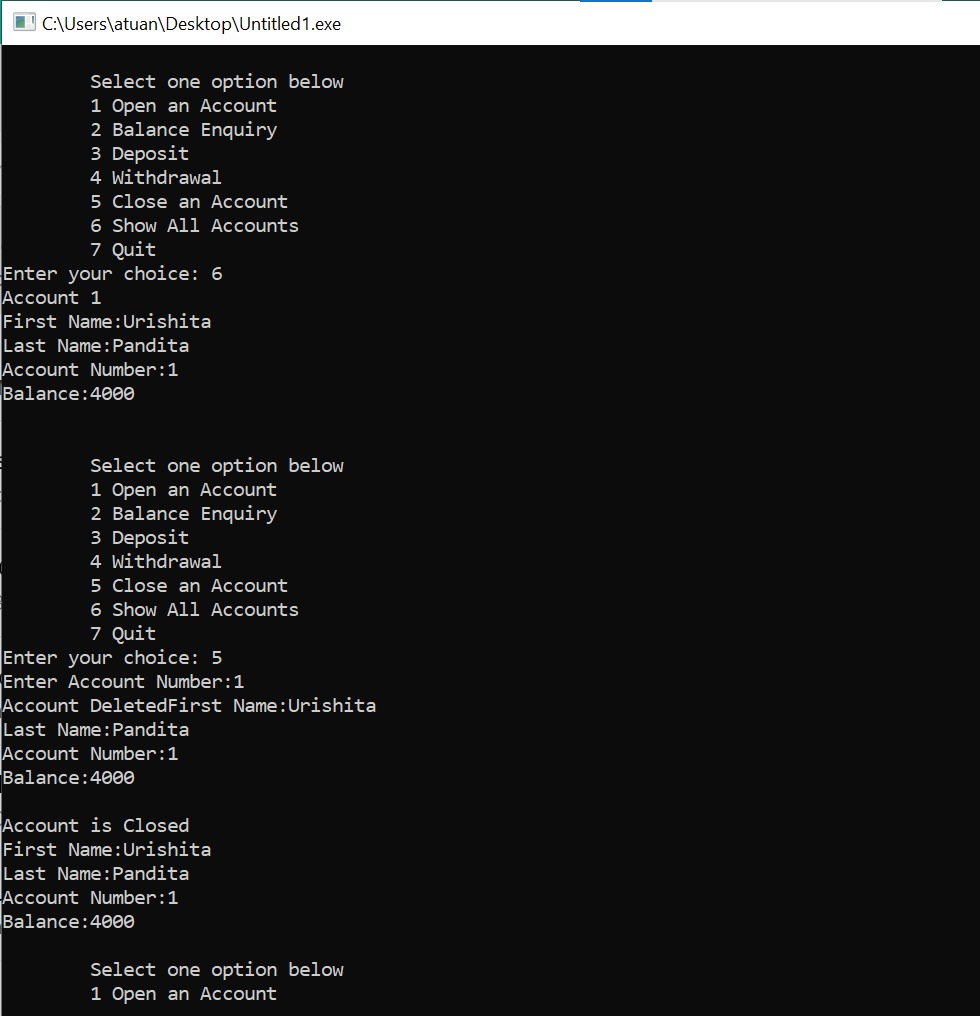 C:\Users\atuan\Desktop\Untitled1.exe
Select one option below
1 Open an Account
2 Balance Enquiry
3 Deposit
4 Withdrawal
5 Close an Account
6 Show All Accounts
7 Quit
Enter your choice: 6
Account 1
First Name:Urishita
Last Name:Pandita
Account Number:1
Balance:4000
Select one option below
1 Open an Account
2 Balance Enquiry
3 Deposit
4 Withdrawal
5 Close an Account
6 Show All Accounts
7 Quit
Enter your choice: 5
Enter Account Number:1
Account DeletedFirst Name:Urishita
Last Name:Pandita
Account Number:1
Balance:4000
Account is Closed
First Name:Urishita
Last Name:Pandita
Account Number:1
Balance:4000
Select one option below
1 Open an Account